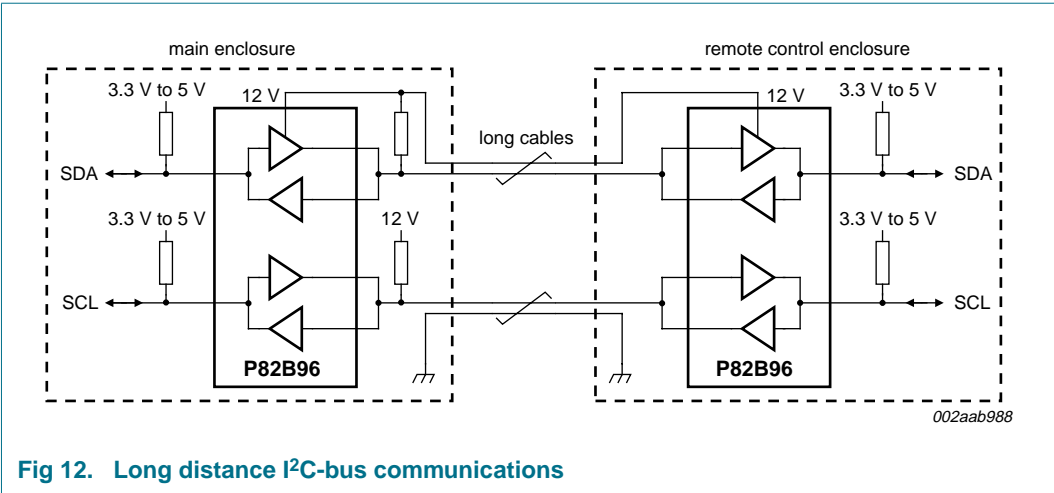 main enclosure
remote control enclosure
3.3 V to 5 V
12 V
12 V
3.3 V to 5 V
long cables
SDA
SDA
3.3 V to 5 V
12 V
3.3 V to 5 V
SCL
SCL
P82B96
P82B96
002aab988
Fig 12. Long distance I²C-bus communications